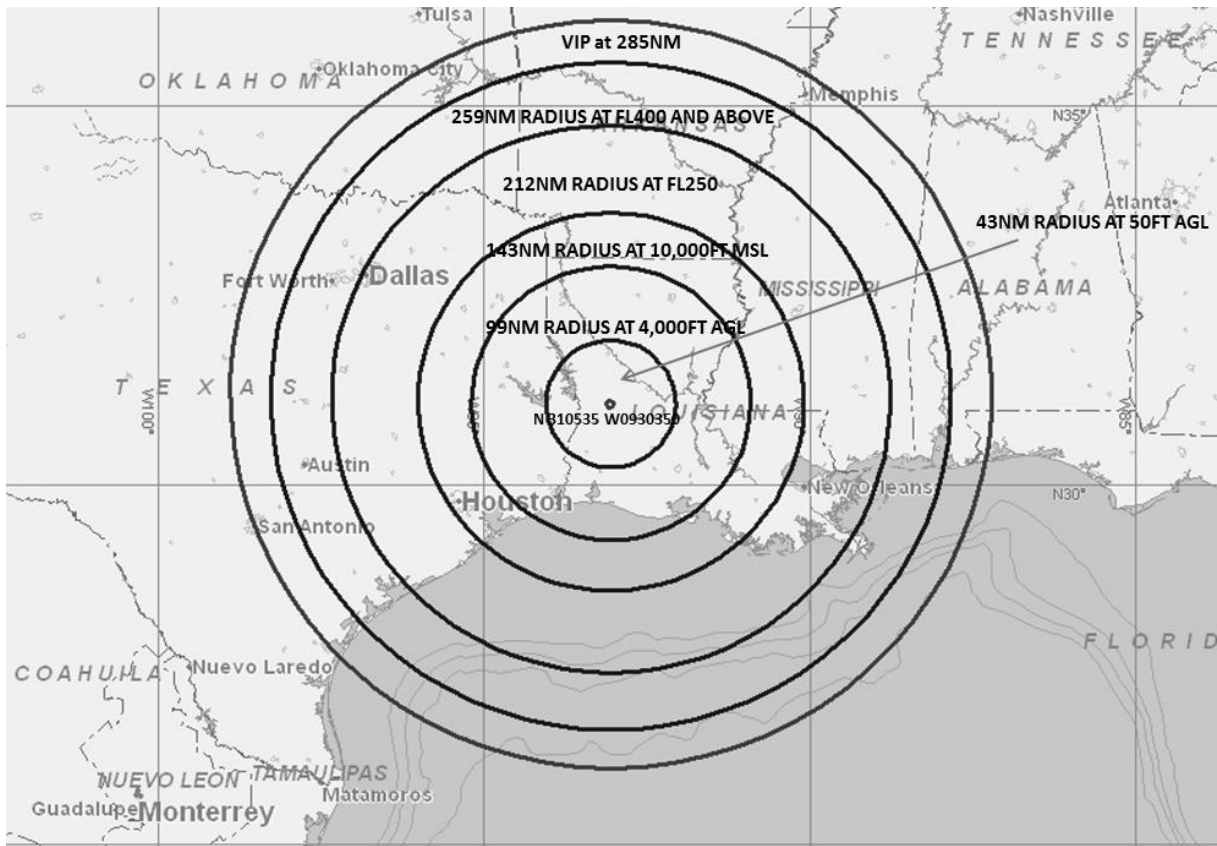 Tulsa
Nashville
VIP at 285NM
TENNESSEE
OKLAHOMA
Oklahoma City
Memphis
259NM RADIUS AT FL400 AND ABOVE
N35°
ARKANSAS
212NM RADIUS AT FL250
Atlanta
43NM RADIUS AT 50FT AGL
143NM RADIUS AT 10,000FT MSL
Fort Worth
Dallas
MISSISSIPPI
ALABAMA
99NM RADIUS AT 4,000FT AGL
TEXAS
W100°
W85°
N 310535 W0930350
LOUISIANA
Austin
Houston
New Orleans
N30°
San Antonio
FLORID
COAHUILA
Nuevo Laredo
NUEVO LEON
TAMAULIPAS
Matamoros
Guadalupe
Monterrey